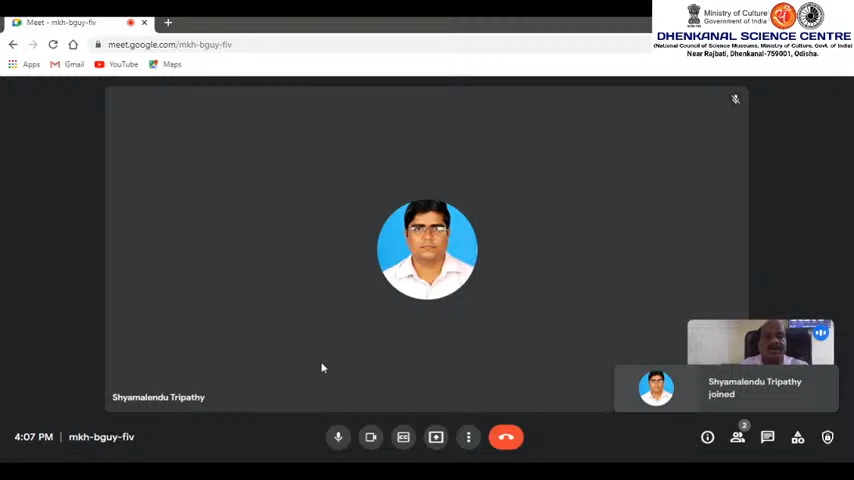 Meet - mkh-bguy-fiv
meet.google.com/mkh-bguy-fiv
Apps
Gmail
YouTube
Maps
Ministry of Culture
Government of India
DHENKANAL SCIENCE CENTRE
(National Council of Science Museums, Ministry of Culture, Govt. of India)
Near Rajbati, Dhenkanal-759001, Odisha.
Shyamalendu Tripathy
Shyamalendu Tripathy
joined
4:07 PM | mkh-bguy-fiv
CC
2